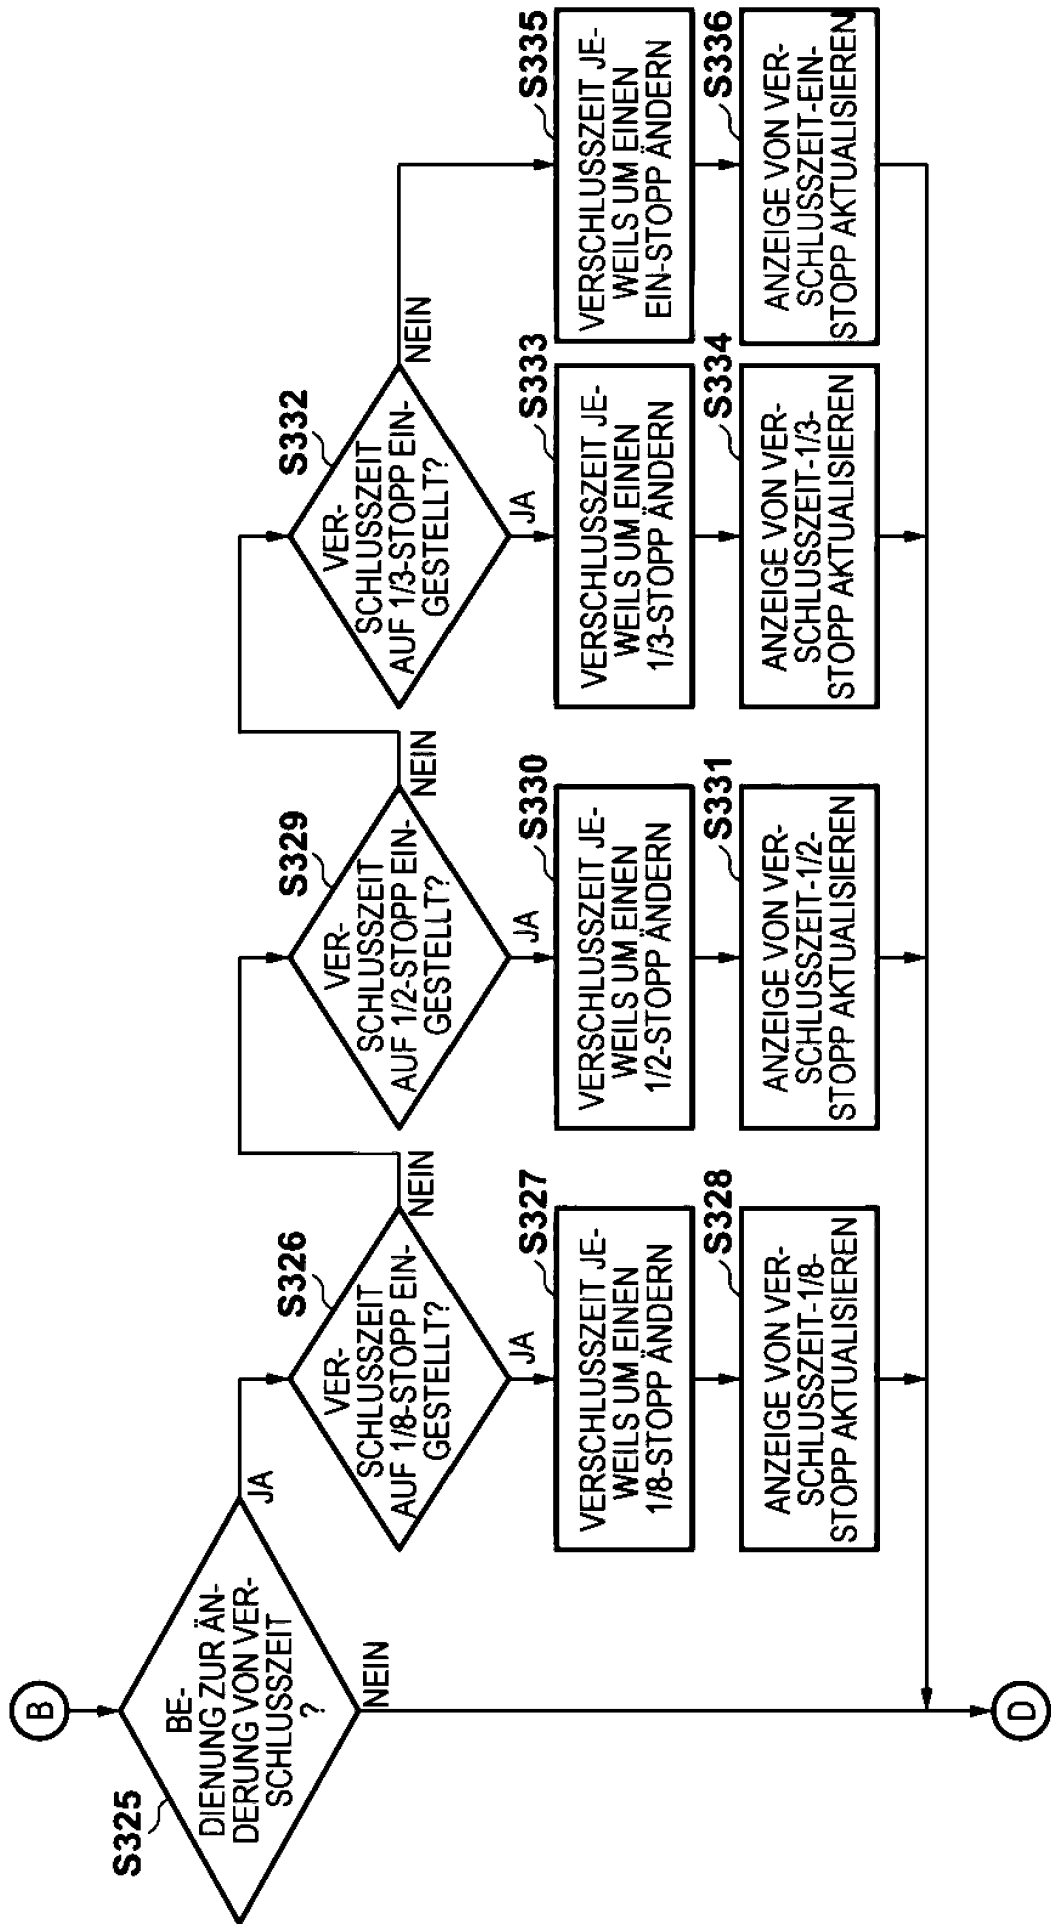 B
S325
BE-
DIENUNG ZUR ÄN-
DERUNG VON VER-
SCHLUSSZEIT
?
JA
NEIN
S326
VER-
SCHLUSSZEIT
AUF 1/8-STOPP EIN-
GESTELLT?
NEIN
JA
S327
VERSCHLUSSZEIT JE-
WEILS UM EINEN
1/8-STOPP ÄNDERN
S328
ANZEIGE VON VER-
SCHLUSSZEIT-1/8-
STOPP AKTUALISIEREN
S329
VER-
SCHLUSSZEIT
AUF 1/2-STOPP EIN-
GESTELLT?
NEIN
JA
S330
VERSCHLUSSZEIT JE-
WEILS UM EINEN
1/2-STOPP ÄNDERN
S331
ANZEIGE VON VER-
SCHLUSSZEIT-1/2-
STOPP AKTUALISIEREN
S332
VER-
SCHLUSSZEIT
AUF 1/3-STOPP EIN-
GESTELLT?
NEIN
JA
S333
VERSCHLUSSZEIT JE-
WEILS UM EINEN
1/3-STOPP ÄNDERN
S334
ANZEIGE VON VER-
SCHLUSSZEIT-1/3-
STOPP AKTUALISIEREN
S335
VERSCHLUSSZEIT JE-
WEILS UM EINEN
EIN-STOPP ÄNDERN
S336
ANZEIGE VON VER-
SCHLUSSZEIT-EIN-
STOPP AKTUALISIEREN
D